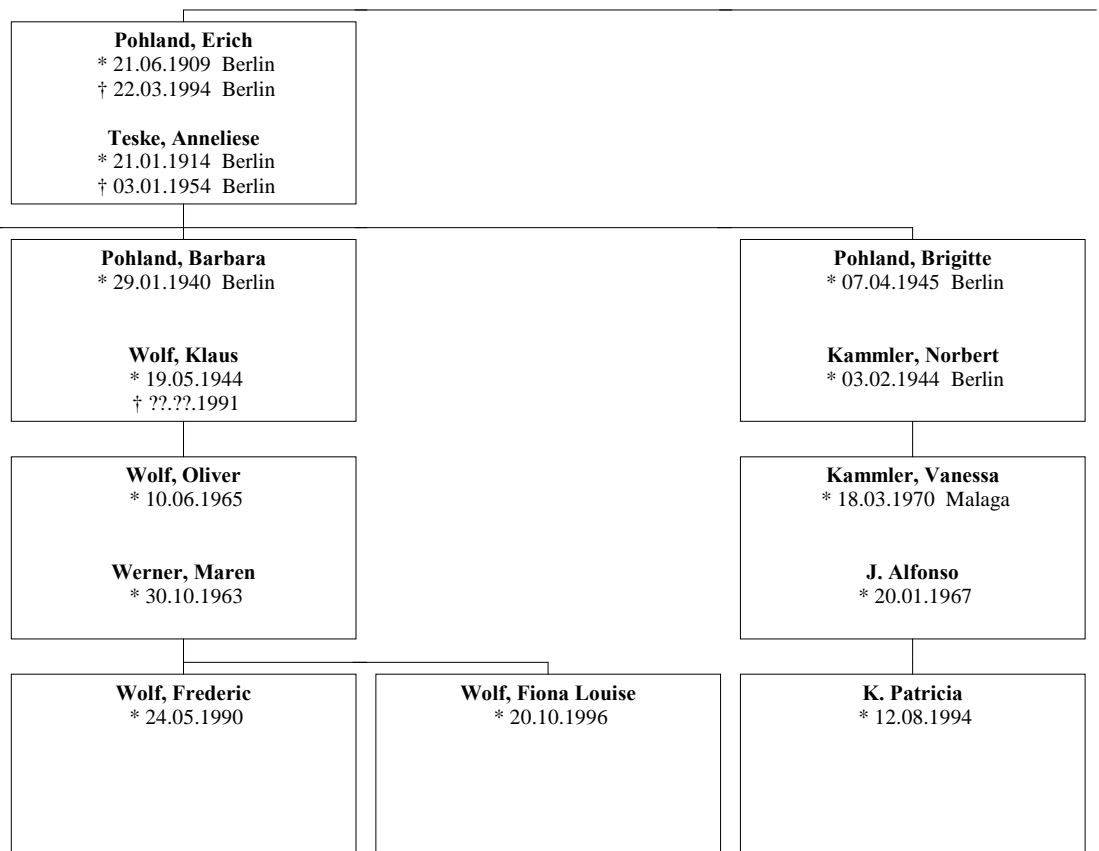 Pohland, Erich
* 21.06.1909 Berlin
† 22.03.1994 Berlin
Teske, Anneliese
* 21.01.1914 Berlin
† 03.01.1954 Berlin
Pohland, Barbara
* 29.01.1940 Berlin
Wolf, Klaus
* 19.05.1944
† ??.??.1991
Pohland, Brigitte
* 07.04.1945 Berlin
Kammler, Norbert
* 03.02.1944 Berlin
Wolf, Oliver
* 10.06.1965
Werner, Maren
* 30.10.1963
Kammler, Vanessa
* 18.03.1970 Malaga
J. Alfonso
* 20.01.1967
Wolf, Frederic
* 24.05.1990
Wolf, Fiona Louise
* 20.10.1996
K. Patricia
* 12.08.1994